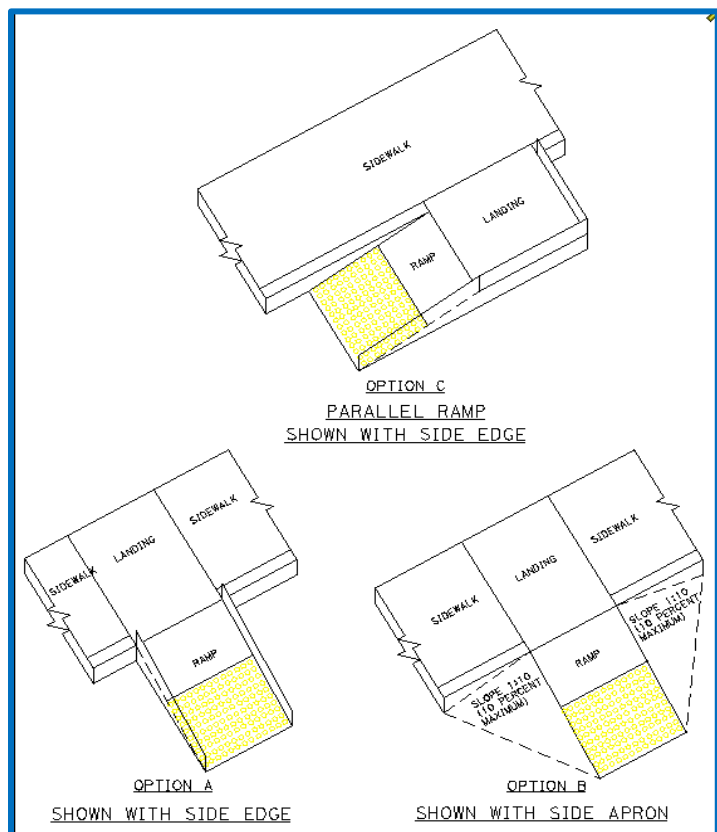 SIDEWALK
LANDING
RAMP
OPTION C
PARALLEL RAMP
SHOWN WITH SIDE EDGE
SIDEWALK
LANDING
SIDEWALK
RAMP
OPTION A
SHOWN WITH SIDE EDGE
SIDEWALK
LANDING
SIDEWALK
SLOPE 1:10
(10 PERCENT
MAXIMUM)
RAMP
SLOPE 1:10
(10 PERCENT
MAXIMUM)
OPTION B
SHOWN WITH SIDE APRON